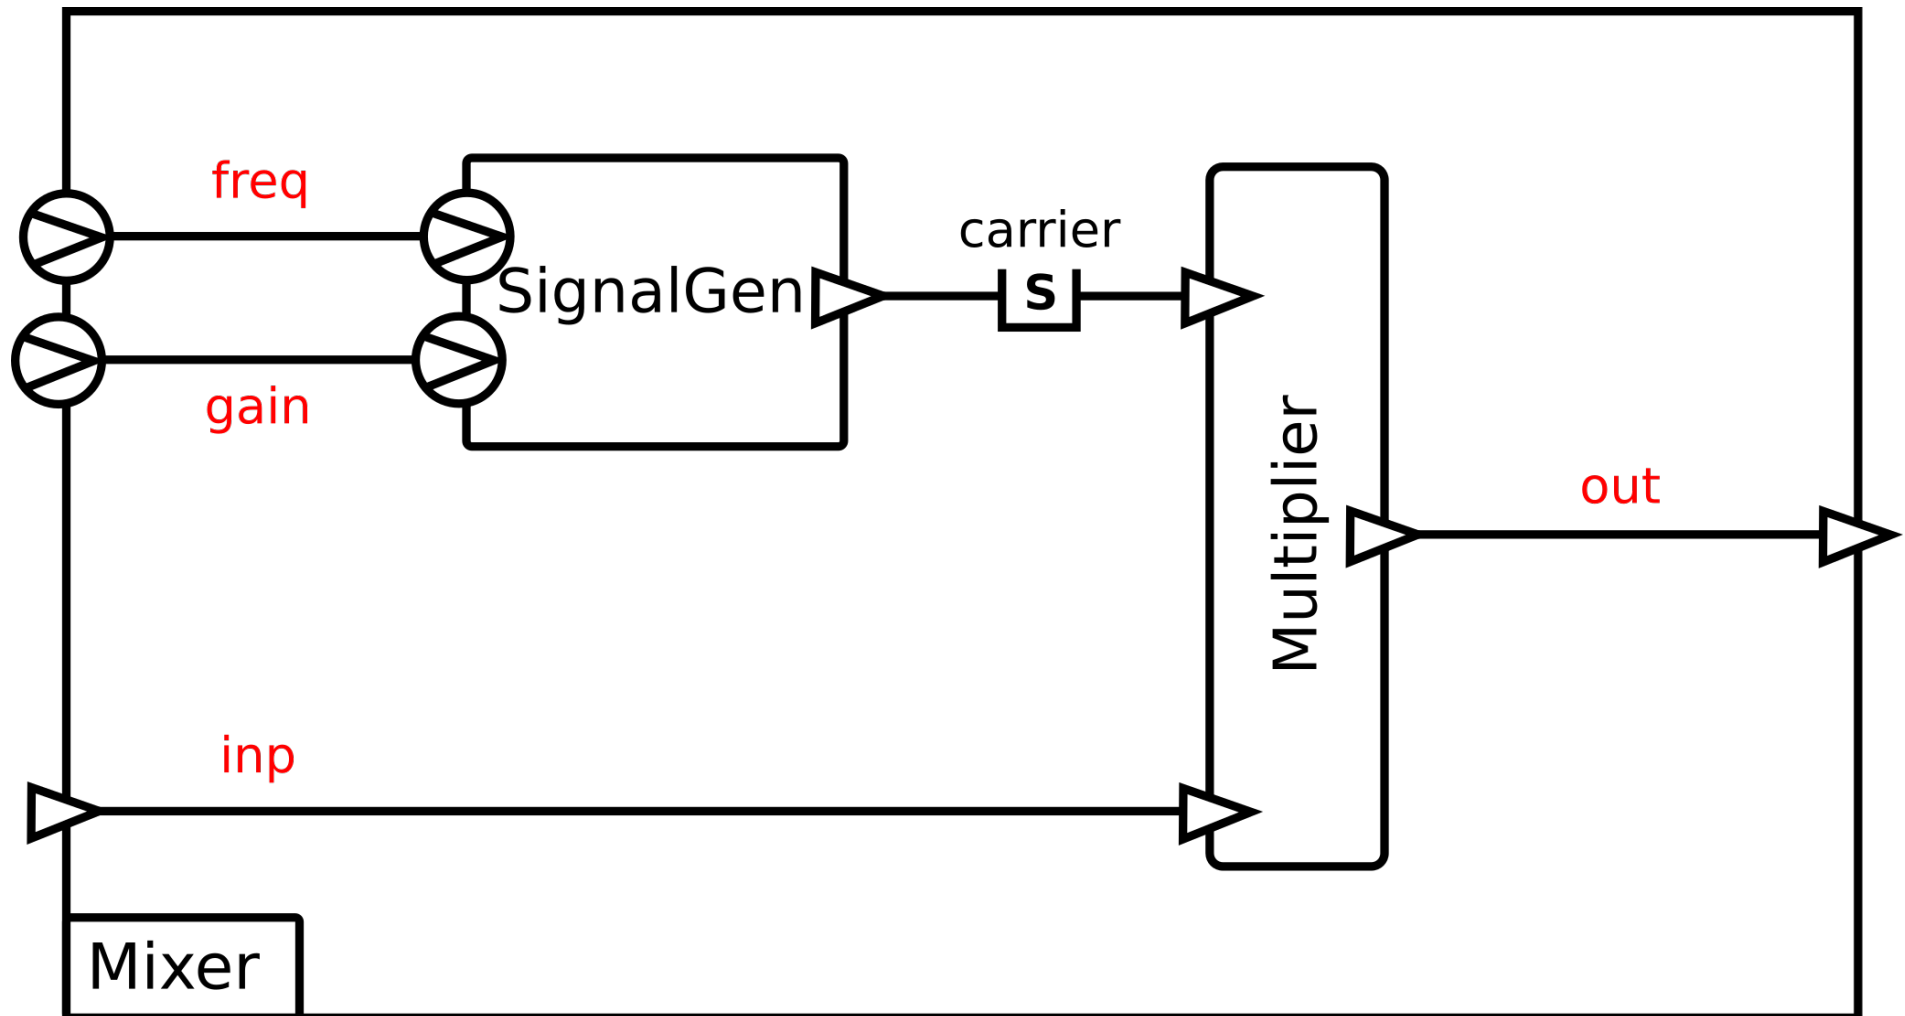 freq
carrier
S
SignalGen
gain
Multiplier
out
inp
Mixer